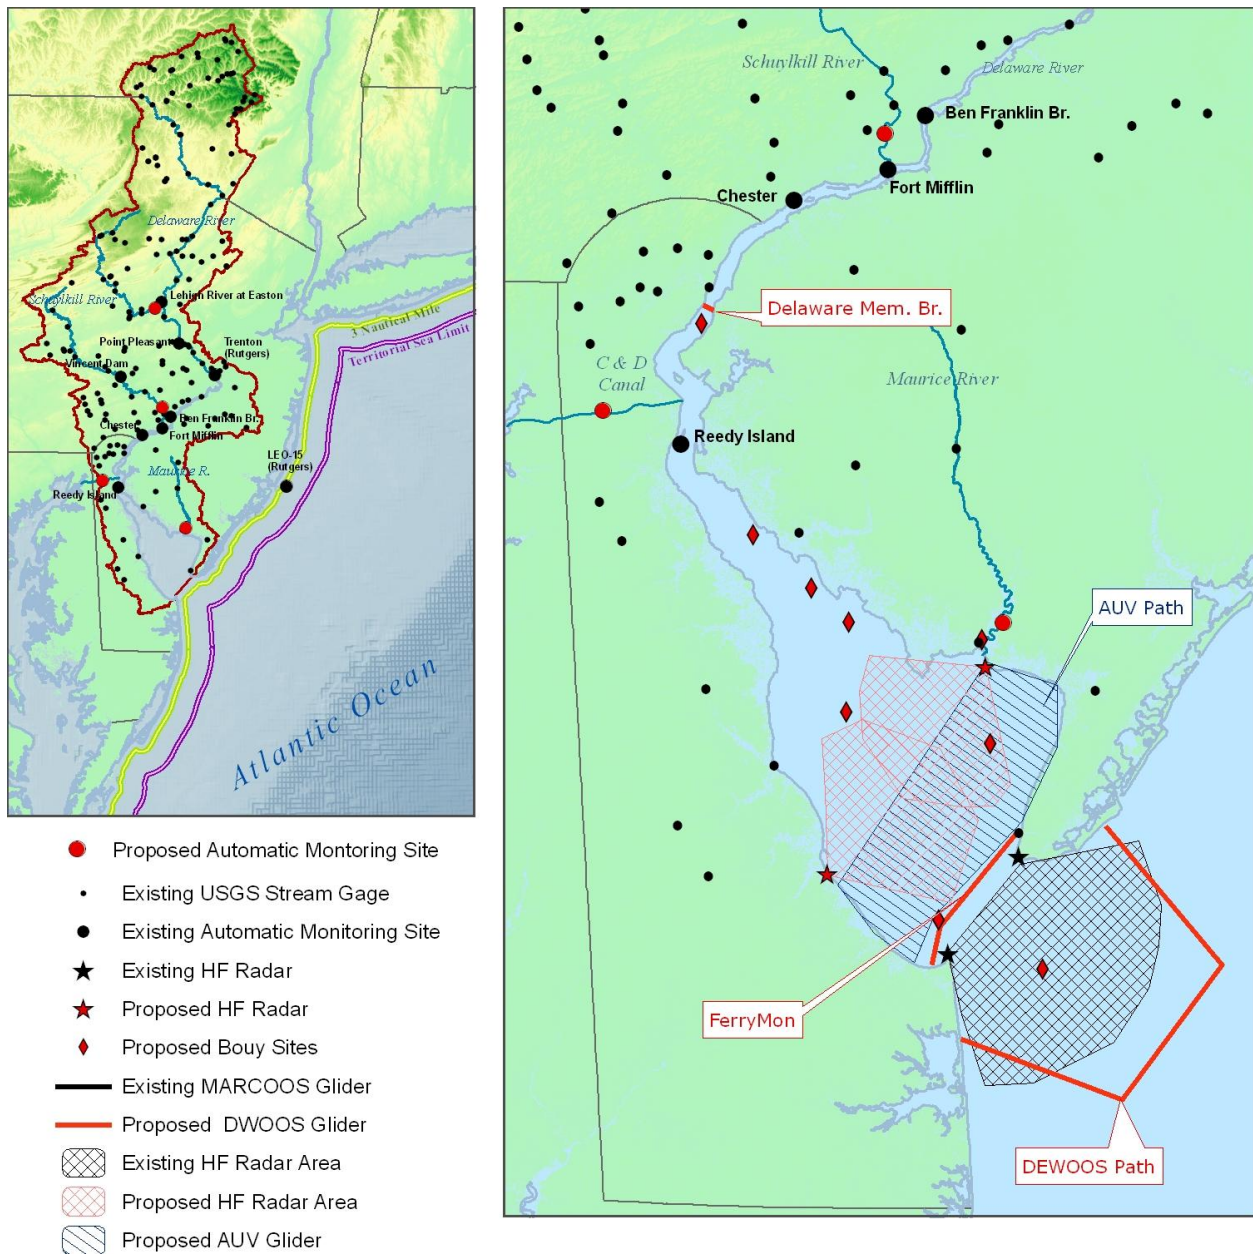 Delaware River
Schuylkill River
Lehigh River at Easton
3 Nautical Mile
Territorial Sea Limit
Point Pleasant
Trenton
(Rutgers)
Vincent Dam
Ben Franklin Br.
Chester
Fort Mifflin
LEO-15
(Rutgers)
Maurice R.
Reedy Island
Atlantic Ocean
Proposed Automatic Montoring Site
Existing USGS Stream Gage
Existing Automatic Monitoring Site
Existing HF Radar
Proposed HF Radar
Proposed Bouy Sites
Existing MARCOOS Glider
Proposed DWOOS Glider
Existing HF Radar Area
Proposed HF Radar Area
Proposed AUV Glider
Schuylkill River
Delaware River
Ben Franklin Br.
Fort Mifflin
Chester
Delaware Mem. Br.
C & D
Canal
Maurice River
Reedy Island
AUV Path
FerryMon
DEWOOS Path